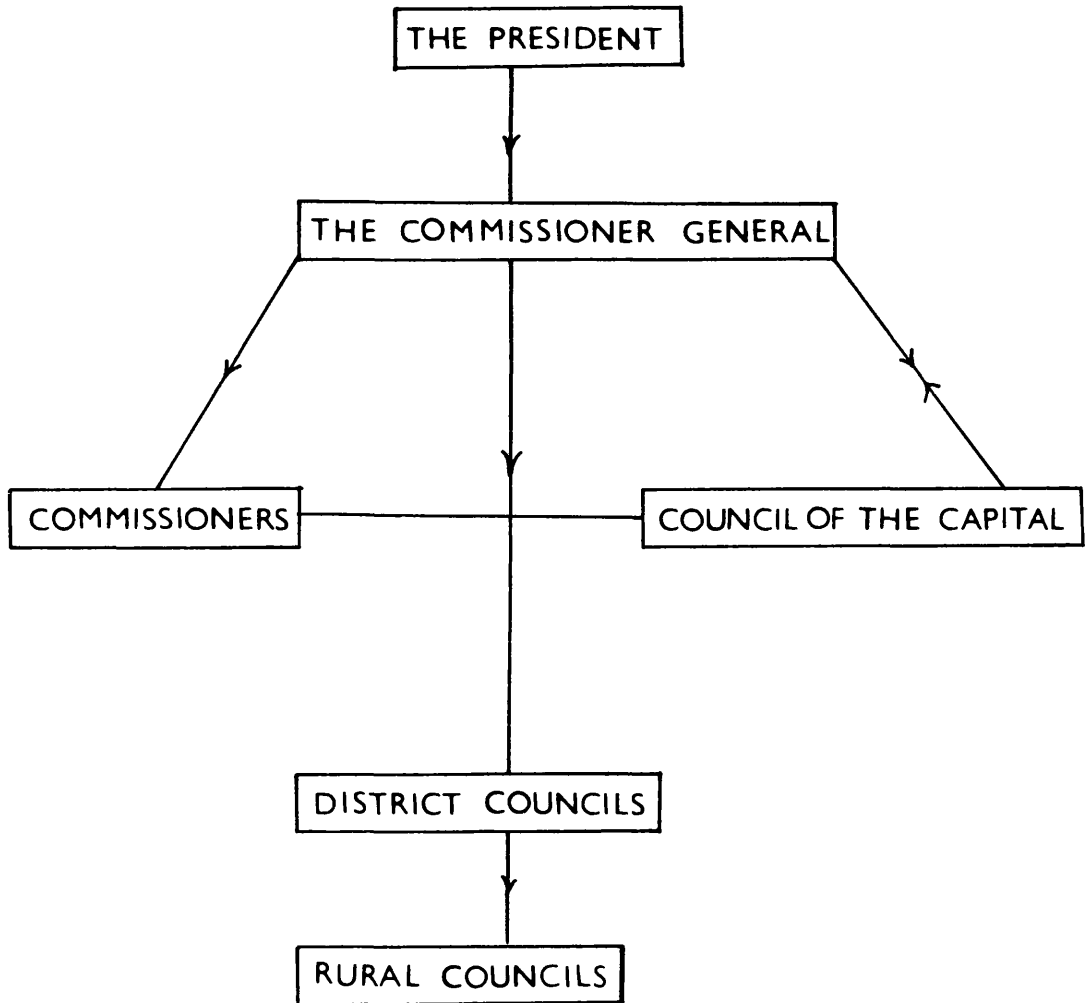 THE PRESIDENT
THE COMMISSIONER GENERAL
COMMISSIONERS
COUNCIL OF THE CAPITAL
DISTRICT COUNCILS
RURAL COUNCILS